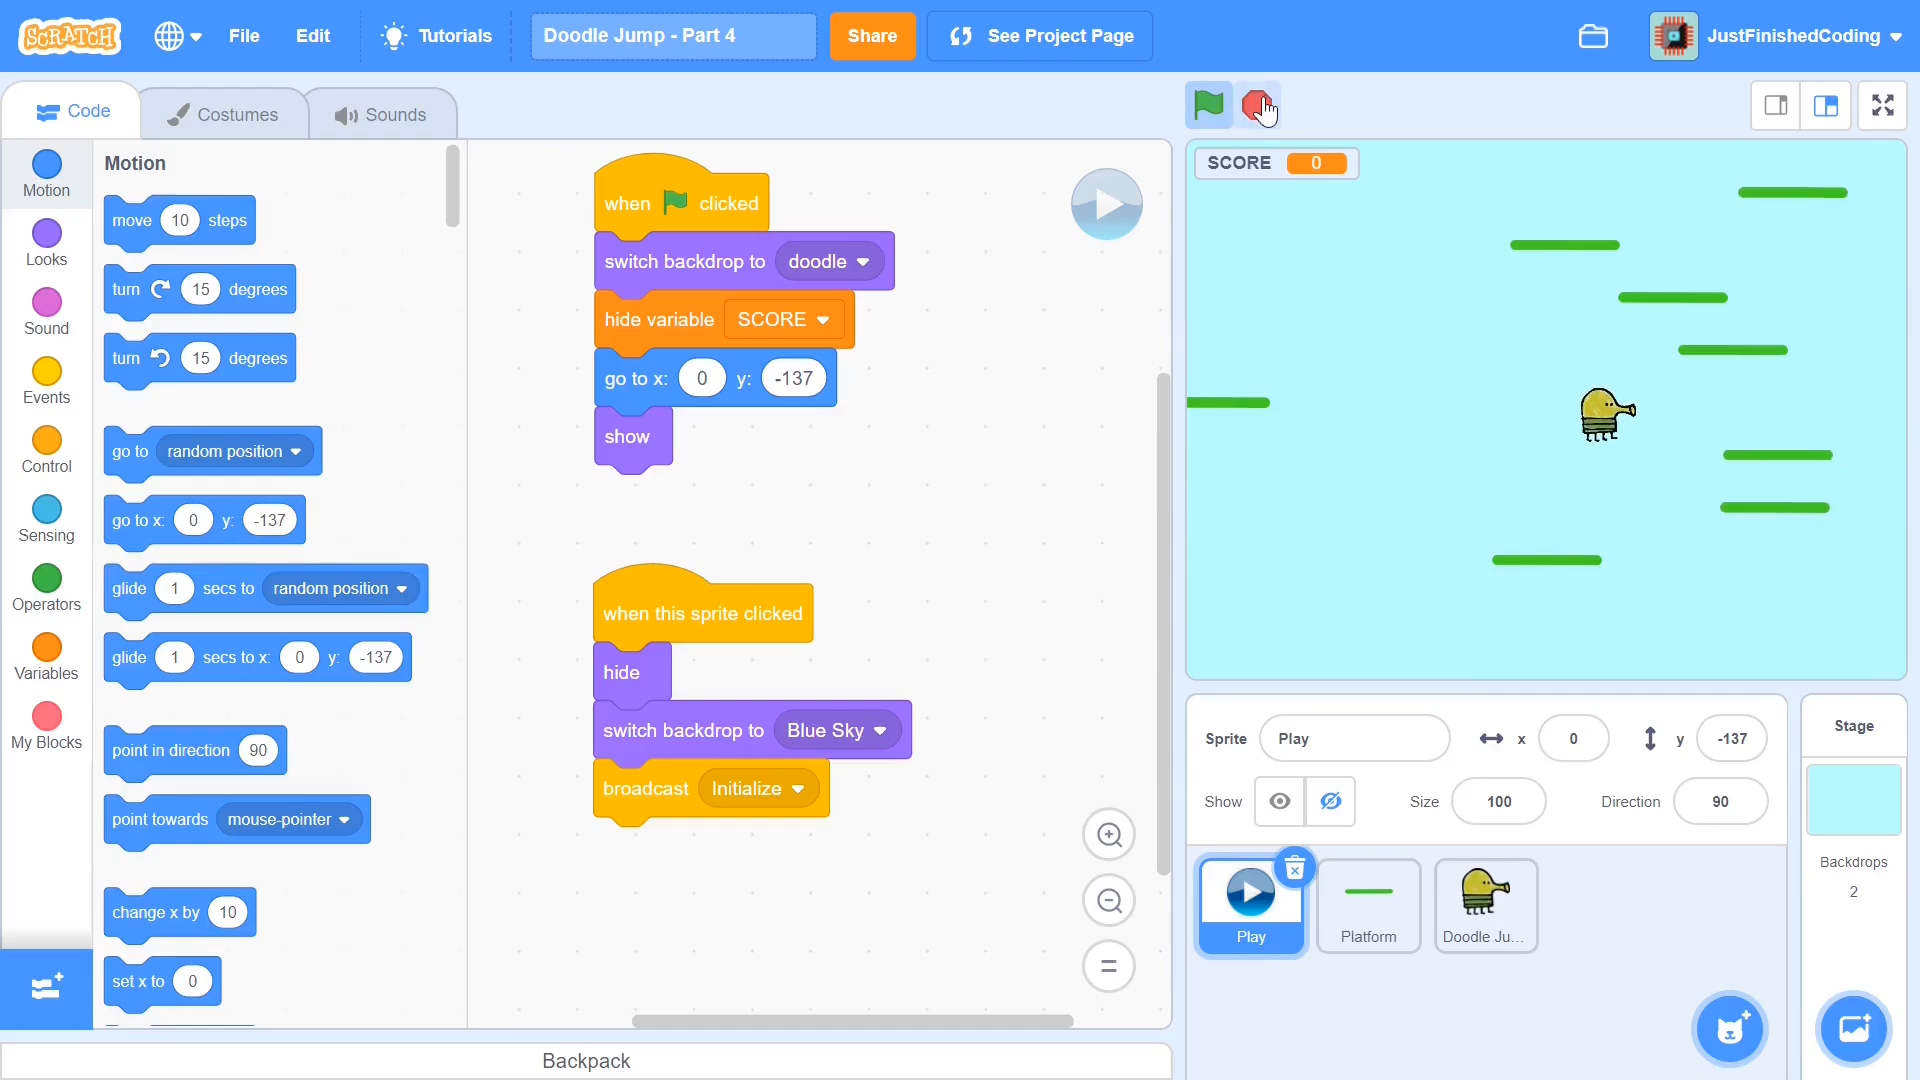 SCRATCH
File
Edit
Tutorials
Doodle Jump - Part 4
Share
See Project Page
JustFinishedCoding
Code
Costumes
Sounds
Motion
Looks
Sound
Events
Control
Sensing
Operators
Variables
My Blocks
Motion
move 10 steps
turn 15 degrees
turn 15 degrees
go to random position
go to x: 0 y: -137
glide 1 secs to random position
glide 1 secs to x: 0 y: -137
point in direction 90
point towards mouse-pointer
change x by 10
set x to 0
when clicked
switch backdrop to doodle
hide variable SCORE
go to x: 0 y: -137
show
when this sprite clicked
hide
switch backdrop to Blue Sky
broadcast Initialize
Backpack
SCORE 0
Sprite Play x 0 y -137
Show Size 100 Direction 90
Play
Platform
Doodle Ju...
Stage
Backdrops
2